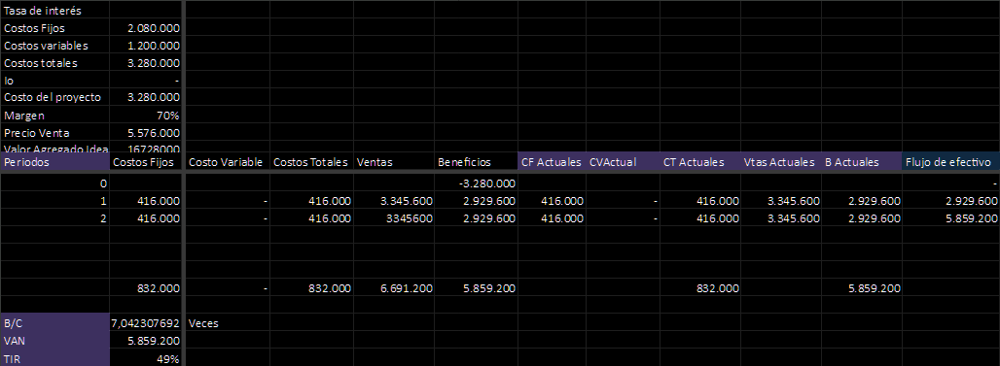 Tasa de interés
Costos Fijos 2.080.000
Costos variables 1.200.000
Costos totales 3.280.000
Io -
Costo del proyecto 3.280.000
Margen 70%
Precio Venta 5.576.000
Valor Agregado Idea 16728000
Períodos Costos Fijos Costo Variable Costos Totales Ventas Beneficios CF Actuales CVActual CT Actuales Vtas Actuales B Actuales Flujo de efectivo
0 -3.280.000 -
1 416.000 - 416.000 3.345.600 2.929.600 416.000 - 416.000 3.345.600 2.929.600 2.929.600
2 416.000 - 416.000 3345600 2.929.600 416.000 - 416.000 3.345.600 2.929.600 5.859.200
832.000 - 832.000 6.691.200 5.859.200 832.000 5.859.200
B/C 7,042307692 Veces
VAN 5.859.200
TIR 49%